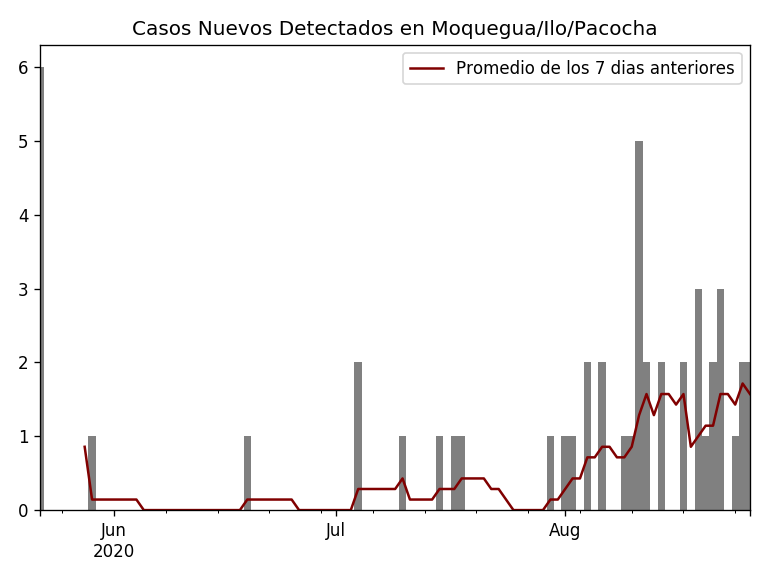 Casos Nuevos Detectados en Moquegua/Ilo/Pacocha
Promedio de los 7 dias anteriores
6
5
4
3
2
1
0
Jun
2020
Jul
Aug